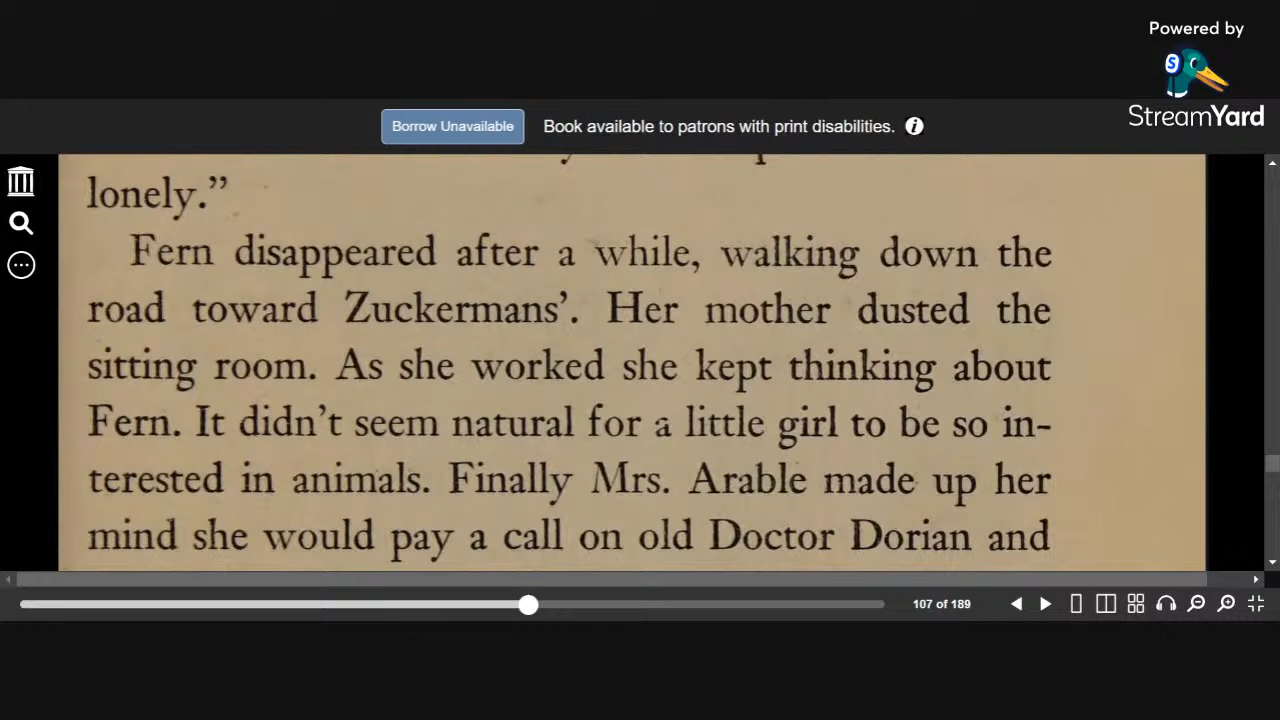 Powered by
StreamYard
Borrow Unavailable Book available to patrons with print disabilities.
lonely.”
Fern disappeared after a while, walking down the
road toward Zuckermans’. Her mother dusted the
sitting room. As she worked she kept thinking about
Fern. It didn’t seem natural for a little girl to be so in-
terested in animals. Finally Mrs. Arable made up her
mind she would pay a call on old Doctor Dorian and
107 of 189